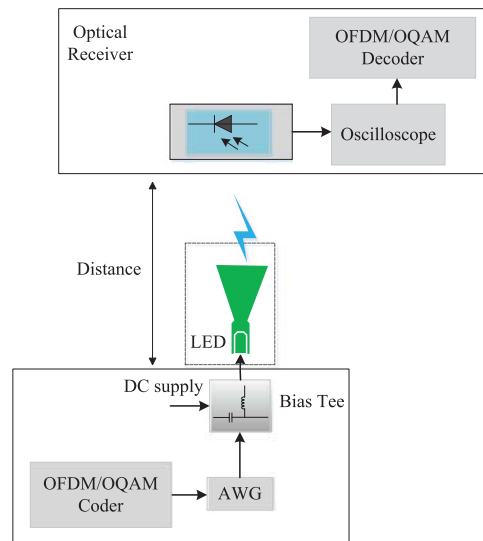 Optical
Receiver
OFDM/OQAM
Decoder
Oscilloscope
Distance
LED
DC supply
Bias Tee
OFDM/OQAM
Coder
AWG